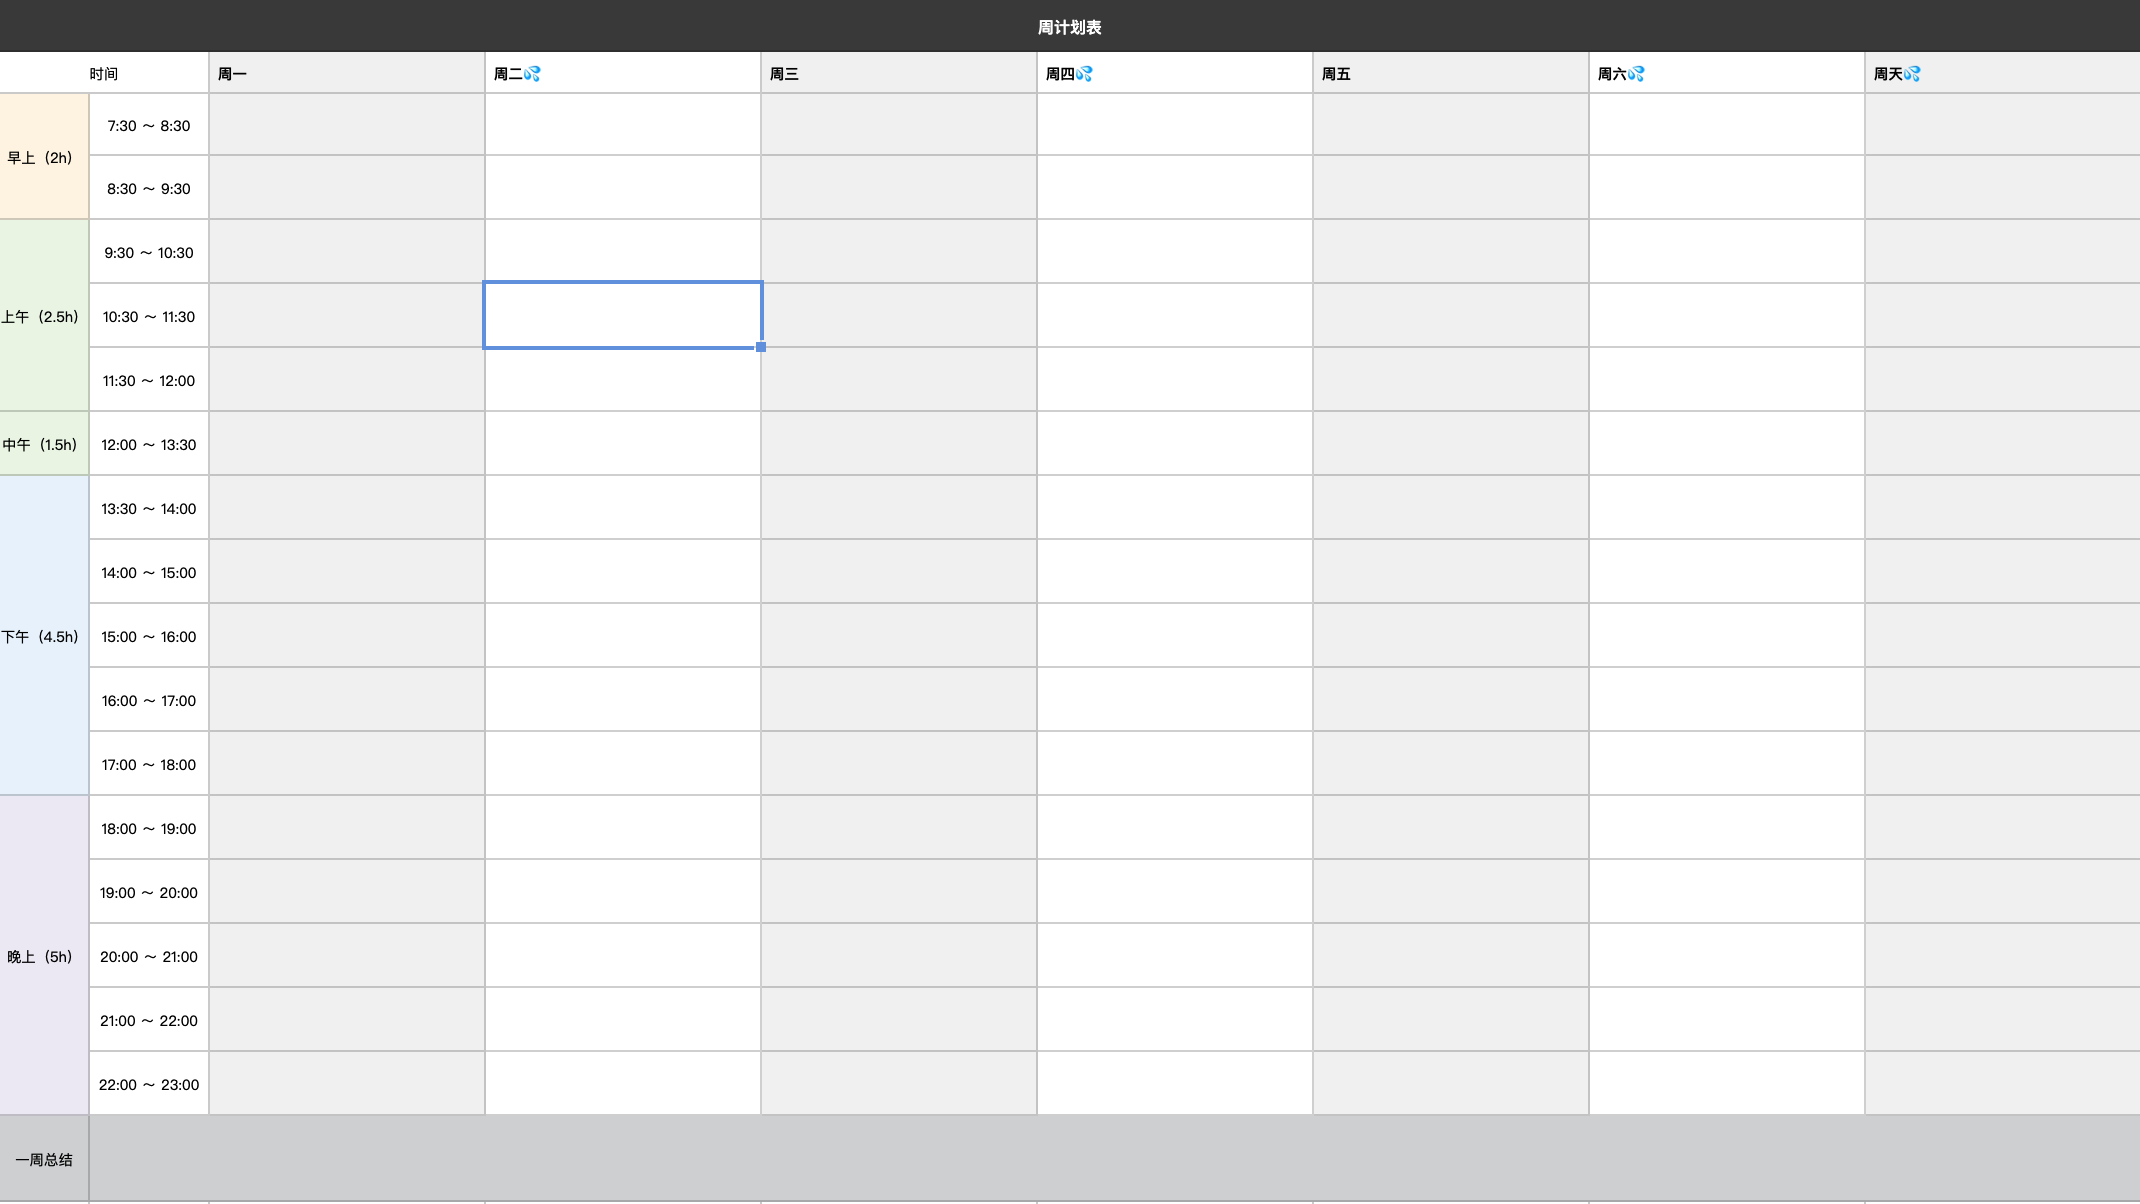 周计划表
时间 周一 周二💦 周三 周四💦 周五 周六💦 周天💦
早上（2h）
7:30 ～ 8:30
8:30 ～ 9:30
上午（2.5h）
9:30 ～ 10:30
10:30 ～ 11:30
11:30 ～ 12:00
中午（1.5h）
12:00 ～ 13:30
下午（4.5h）
13:30 ～ 14:00
14:00 ～ 15:00
15:00 ～ 16:00
16:00 ～ 17:00
17:00 ～ 18:00
晚上（5h）
18:00 ～ 19:00
19:00 ～ 20:00
20:00 ～ 21:00
21:00 ～ 22:00
22:00 ～ 23:00
一周总结